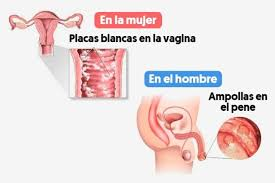 En la mujer
Placas blancas en la vagina
En el hombre
Ampollas en
el pene